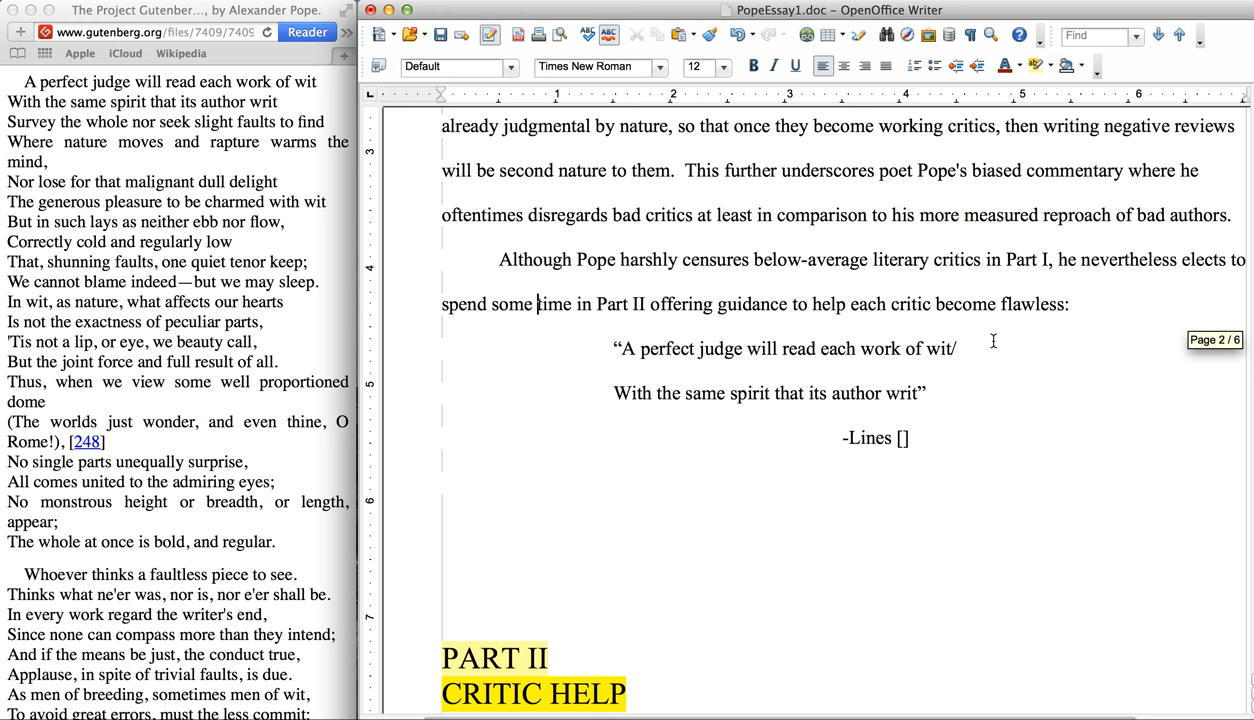 The Project Gutenber..., by Alexander Pope.
www.gutenberg.org/files/7409/7409
Reader
Apple iCloud Wikipedia
A perfect judge will read each work of wit
With the same spirit that its author writ
Survey the whole nor seek slight faults to find
Where nature moves and rapture warms the
mind,
Nor lose for that malignant dull delight
The generous pleasure to be charmed with wit
But in such lays as neither ebb nor flow,
Correctly cold and regularly low
That, shunning faults, one quiet tenor keep;
We cannot blame indeed—but we may sleep.
In wit, as nature, what affects our hearts
Is not the exactness of peculiar parts,
'Tis not a lip, or eye, we beauty call,
But the joint force and full result of all.
Thus, when we view some well proportioned
dome
(The worlds just wonder, and even thine, O
Rome!), [248]
No single parts unequally surprise,
All comes united to the admiring eyes;
No monstrous height or breadth, or length,
appear;
The whole at once is bold, and regular.
Whoever thinks a faultless piece to see.
Thinks what ne'er was, nor is, nor e'er shall be.
In every work regard the writer's end,
Since none can compass more than they intend;
And if the means be just, the conduct true,
Applause, in spite of trivial faults, is due.
As men of breeding, sometimes men of wit,
To avoid great errors, must the less commit:
PopeEssay1.doc - OpenOffice Writer
Find
Default Times New Roman 12
1 2 3 4 5 6
3
4
5
6
7
already judgmental by nature, so that once they become working critics, then writing negative reviews
will be second nature to them. This further underscores poet Pope's biased commentary where he
oftentimes disregards bad critics at least in comparison to his more measured reproach of bad authors.
Although Pope harshly censures below-average literary critics in Part I, he nevertheless elects to
spend some time in Part II offering guidance to help each critic become flawless:
“A perfect judge will read each work of wit/
With the same spirit that its author writ”
-Lines []
Page 2 / 6
PART II
CRITIC HELP